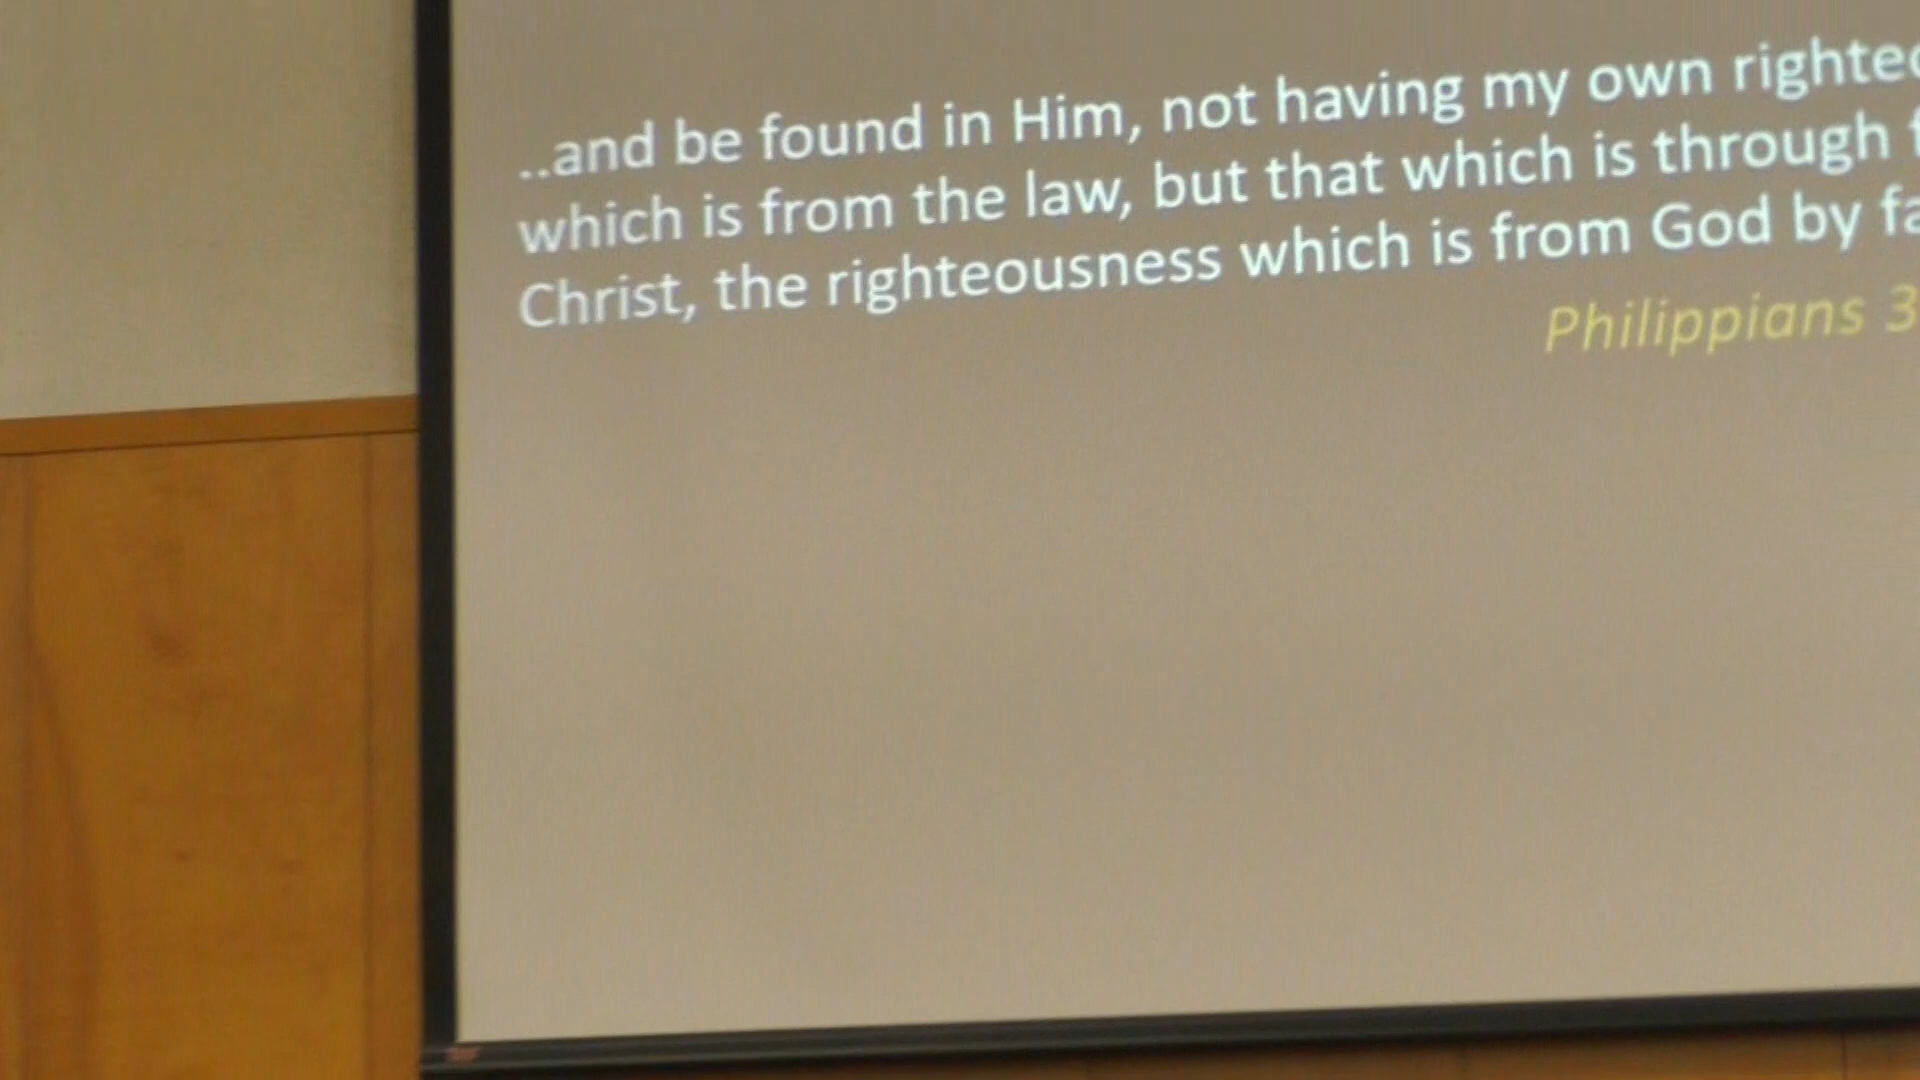 ..and be found in Him, not having my own
which is from the law, but that which is through
Christ, the righteousness which is from God by
Philippians 3